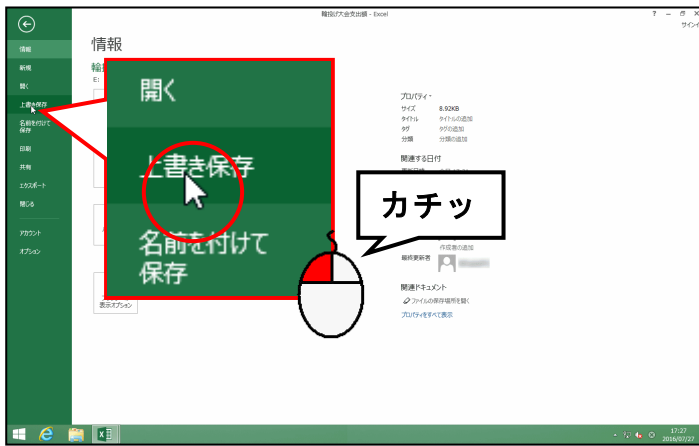 輪投げ大会支出額 - Excel
サインイ
情報
新規
開く
上書き保存
名前を付けて
保存
印刷
共有
エクスポート
閉じる
アカウント
オプション
情報
E:
開く
上書き保存
名前を付けて
保存
カチッ
プロパティ
サイズ 8.92KB
タイトル タイトルの追加
タグ タグの追加
分類 分類の追加
関連する日付
作成者の追加
最終更新者
関連ドキュメント
ファイルの保存場所を開く
プロパティをすべて表示
表示オプション
17:27
2016/07/27